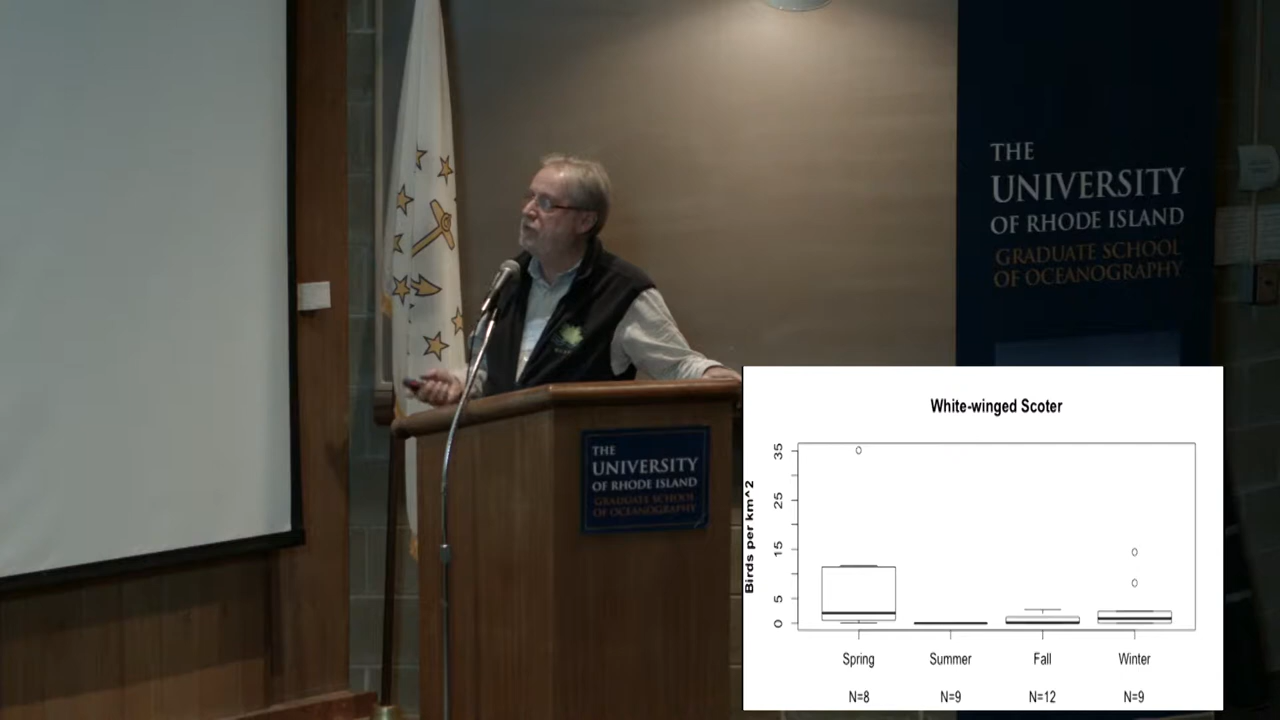 THE
UNIVERSITY
OF RHODE ISLAND
GRADUATE SCHOOL
OF OCEANOGRAPHY
THE
UNIVERSITY
OF RHODE ISLAND
GRADUATE SCHOOL
OF OCEANOGRAPHY
White-winged Scoter
Birds per km^2
35
25
15
5
0
Spring Summer Fall Winter
N=8 N=9 N=12 N=9